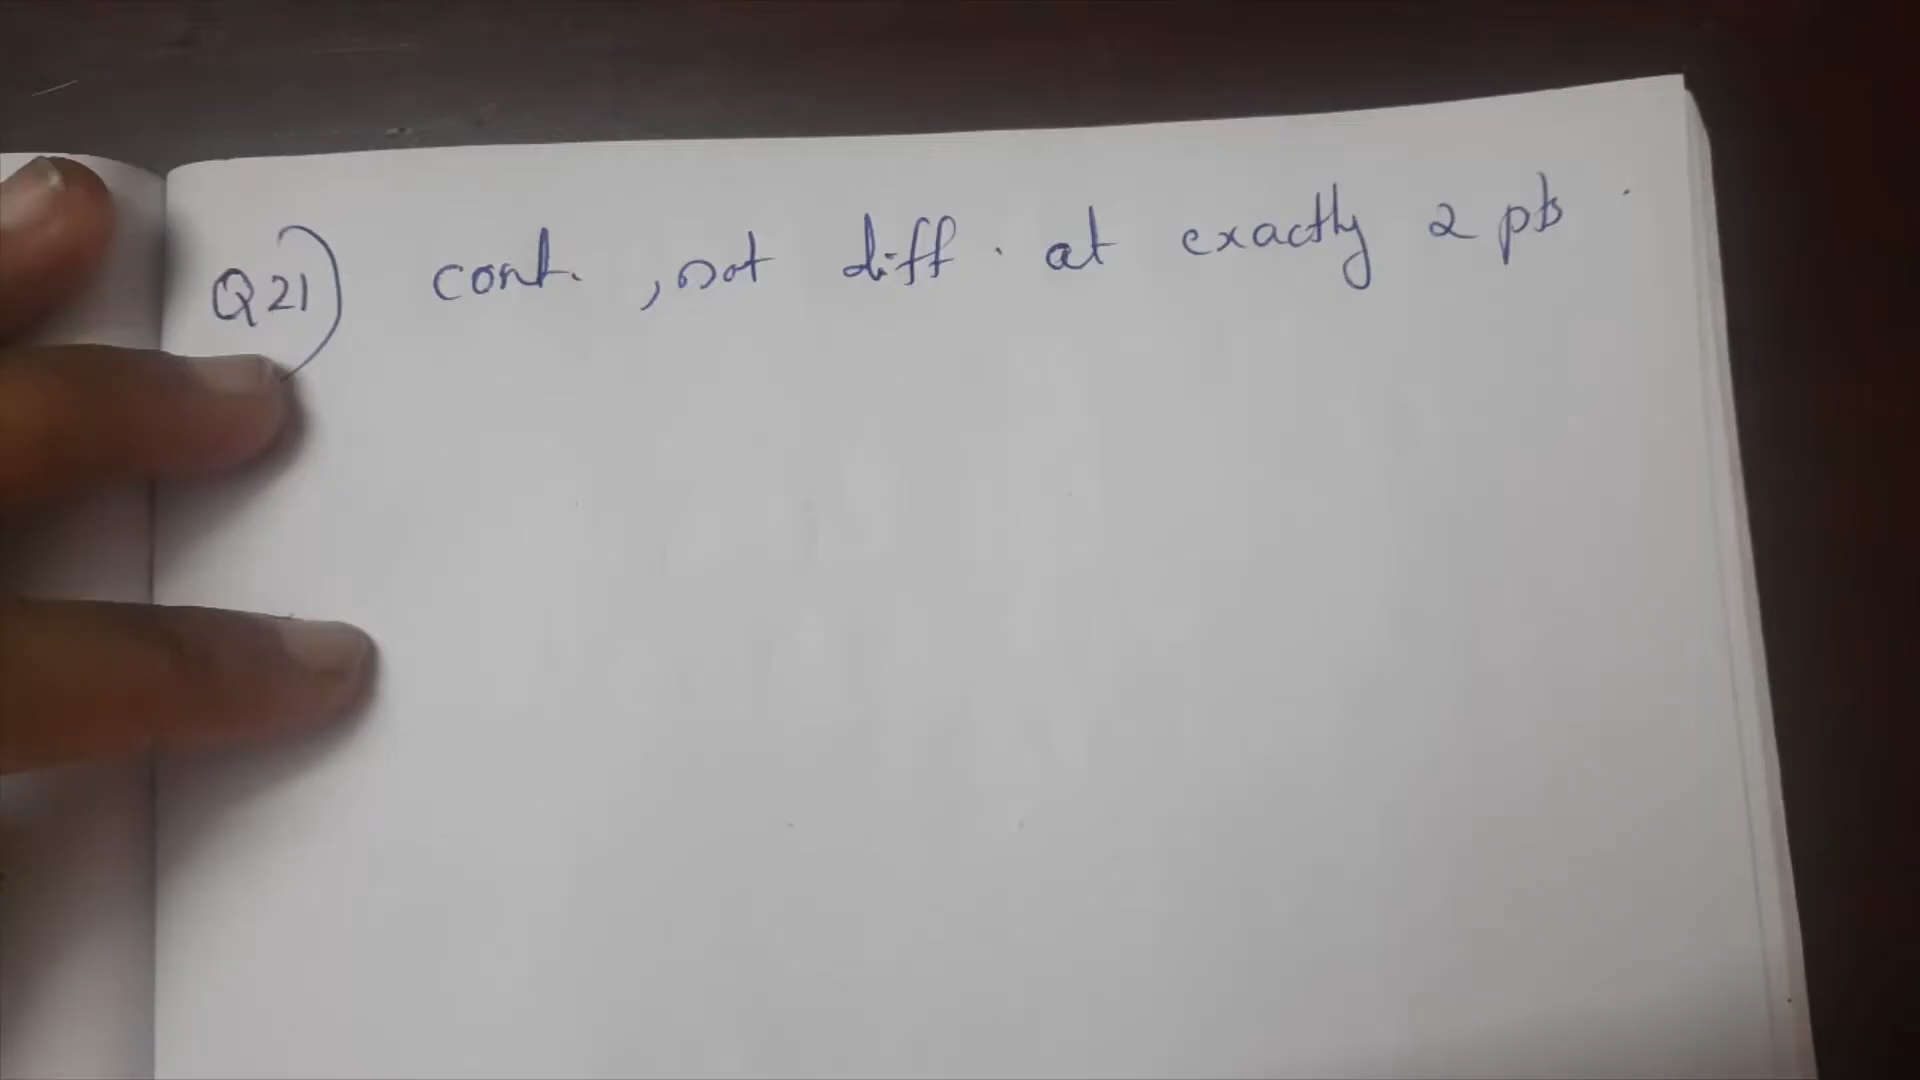 Q21) cont. , not diff. at exactly 2 pts.